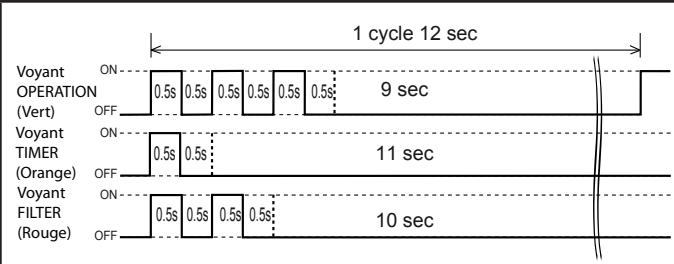 1 cycle 12 sec
Voyant
OPERATION
(Vert)
ON
OFF
0.5s 0.5s 0.5s 0.5s 0.5s 0.5s 9 sec
Voyant
TIMER
(Orange)
ON
OFF
0.5s 0.5s 11 sec
Voyant
FILTER
(Rouge)
ON
OFF
0.5s 0.5s 0.5s 0.5s 10 sec